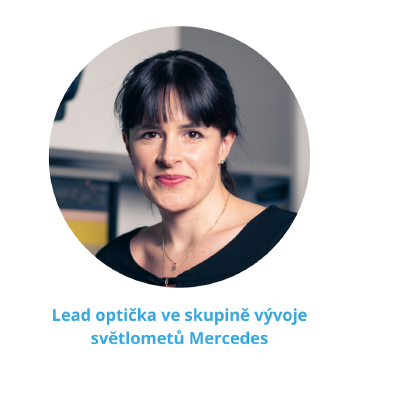 Lead optička ve skupině vývoje
světlometů Mercedes